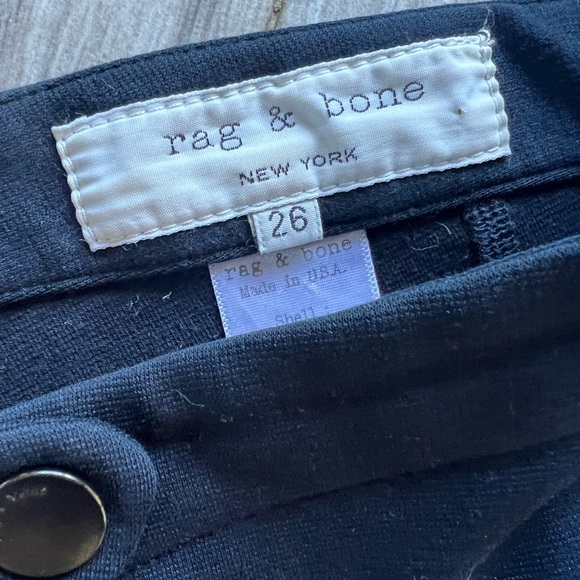 rag & bone
NEW YORK
26
rag & bone
Made in U.S.A.
Shell: